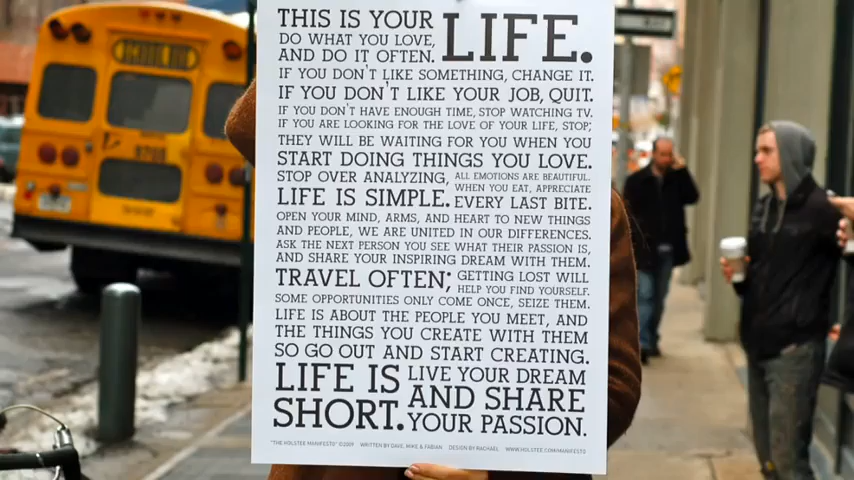 THIS IS YOUR LIFE.
DO WHAT YOU LOVE,
AND DO IT OFTEN.
IF YOU DON'T LIKE SOMETHING, CHANGE IT.
IF YOU DON'T LIKE YOUR JOB, QUIT.
IF YOU DON'T HAVE ENOUGH TIME, STOP WATCHING TV.
IF YOU ARE LOOKING FOR THE LOVE OF YOUR LIFE, STOP;
THEY WILL BE WAITING FOR YOU WHEN YOU
START DOING THINGS YOU LOVE.
STOP OVER ANALYZING,
LIFE IS SIMPLE.
ALL EMOTIONS ARE BEAUTIFUL.
WHEN YOU EAT, APPRECIATE
EVERY LAST BITE.
OPEN YOUR MIND, ARMS, AND HEART TO NEW THINGS
AND PEOPLE, WE ARE UNITED IN OUR DIFFERENCES.
ASK THE NEXT PERSON YOU SEE WHAT THEIR PASSION IS,
AND SHARE YOUR INSPIRING DREAM WITH THEM.
TRAVEL OFTEN;
GETTING LOST WILL
HELP YOU FIND YOURSELF.
SOME OPPORTUNITIES ONLY COME ONCE, SEIZE THEM.
LIFE IS ABOUT THE PEOPLE YOU MEET, AND
THE THINGS YOU CREATE WITH THEM
SO GO OUT AND START CREATING.
LIFE IS
SHORT.
LIVE YOUR DREAM
AND SHARE
YOUR PASSION.
"THE HOLSTEE MANIFESTO" ©2009 WRITTEN BY DAVE, MIKE & FABIAN DESIGN BY RACHAEL WWW.HOLSTEE.COM/MANIFESTO